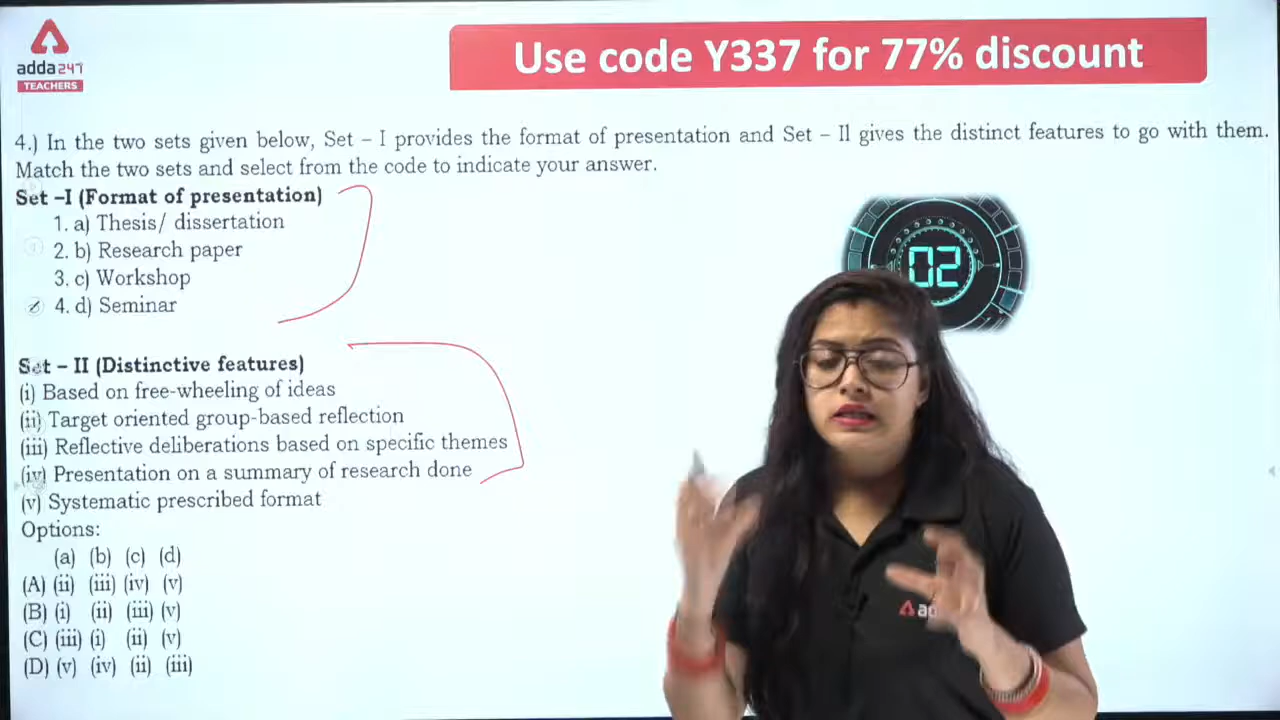 adda247
TEACHERS
Use code Y337 for 77% discount
4.) In the two sets given below, Set – I provides the format of presentation and Set – II gives the distinct features to go with them.
Match the two sets and select from the code to indicate your answer.
Set –I (Format of presentation)
1. a) Thesis/ dissertation
2. b) Research paper
3. c) Workshop
4. d) Seminar
02
Set – II (Distinctive features)
(i) Based on free-wheeling of ideas
(ii) Target oriented group-based reflection
(iii) Reflective deliberations based on specific themes
(iv) Presentation on a summary of research done
(v) Systematic prescribed format
Options:
(a) (b) (c) (d)
(A) (ii) (iii) (iv) (v)
(B) (i) (ii) (iii) (v)
(C) (iii) (i) (ii) (v)
(D) (v) (iv) (ii) (iii)